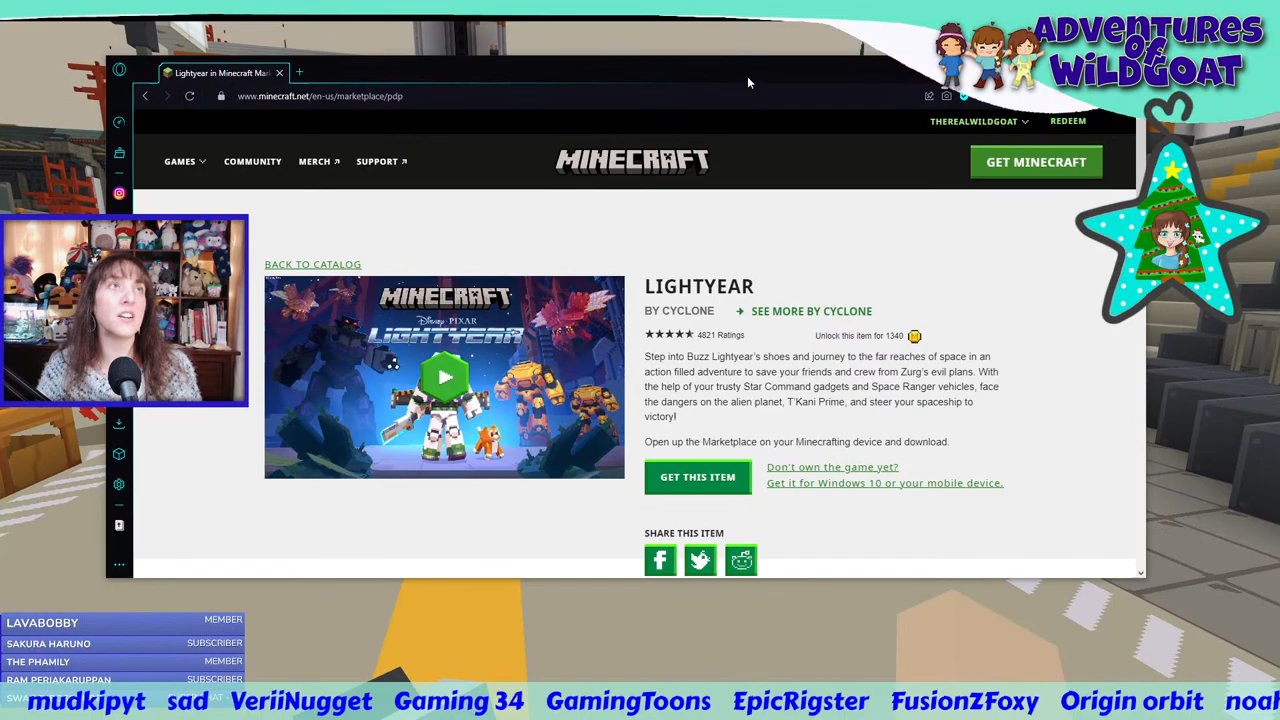 ADVENTURES
OF
WILDGOAT
Lightyear in Minecraft Mar
www.minecraft.net/en-us/marketplace/pdp
THEREALWILDGOAT
REDEEM
GAMES
COMMUNITY
MERCH
SUPPORT
MINECRAFT
GET MINECRAFT
BACK TO CATALOG
MINECRAFT
DISNEY PIXAR
LIGHTYEAR
LIGHTYEAR
BY CYCLONE
SEE MORE BY CYCLONE
4821 Ratings
Unlock this item for 1340
Step into Buzz Lightyear's shoes and journey to the far reaches of space in an
action filled adventure to save your friends and crew from Zurg's evil plans. With
the help of your trusty Star Command gadgets and Space Ranger vehicles, face
the dangers on the alien planet, T'Kani Prime, and steer your spaceship to
victory!
Open up the Marketplace on your Minecrafting device and download.
GET THIS ITEM
Don't own the game yet?
Get it for Windows 10 or your mobile device.
SHARE THIS ITEM
LAVABOBBY MEMBER
SAKURA HARUNO SUBSCRIBER
THE PHAMILY MEMBER
RAM PERIAKARUPPAN SUBSCRIBER
mudkipyt sad VeriiNugget Gaming 34 GamingToons EpicRigster FusionZFoxy Origin orbit noah